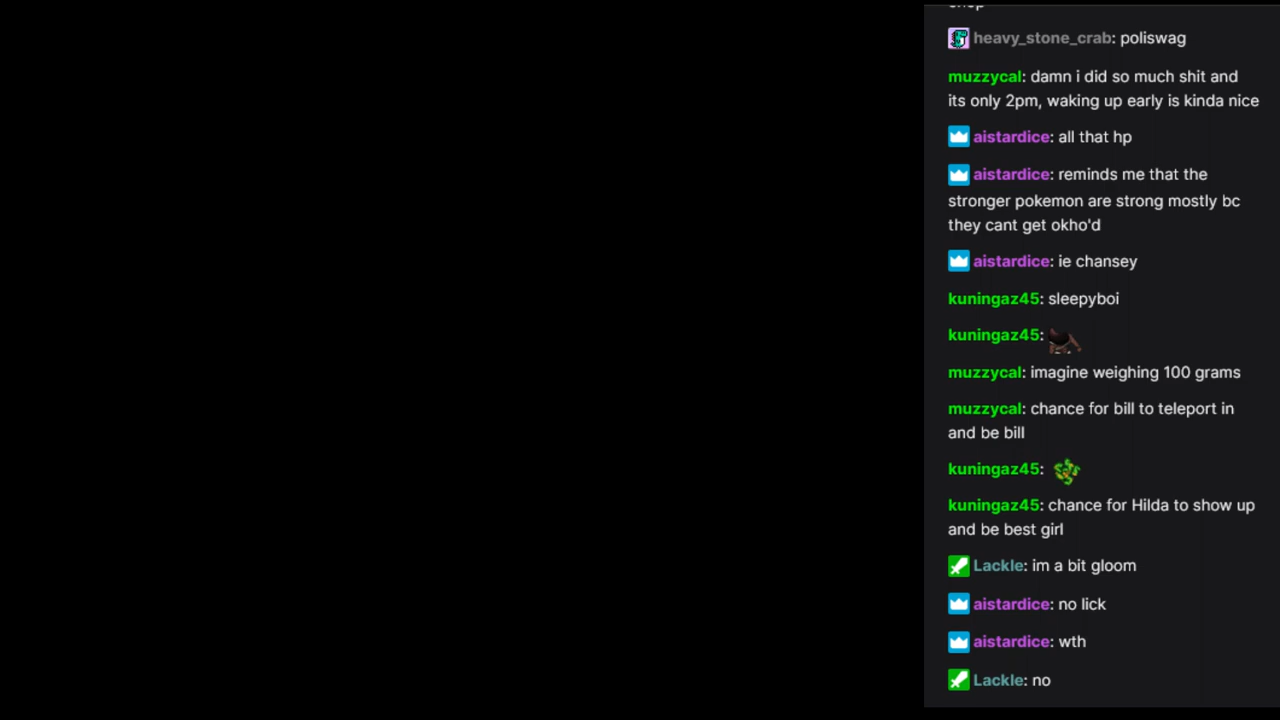 heavy_stone_crab: poliswag
muzzycal: damn i did so much shit and
its only 2pm, waking up early is kinda nice
aistardice: all that hp
aistardice: reminds me that the
stronger pokemon are strong mostly bc
they cant get okho'd
aistardice: ie chansey
kuningaz45: sleepyboi
kuningaz45:
muzzycal: imagine weighing 100 grams
muzzycal: chance for bill to teleport in
and be bill
kuningaz45:
kuningaz45: chance for Hilda to show up
and be best girl
Lackle: im a bit gloom
aistardice: no lick
aistardice: wth
Lackle: no